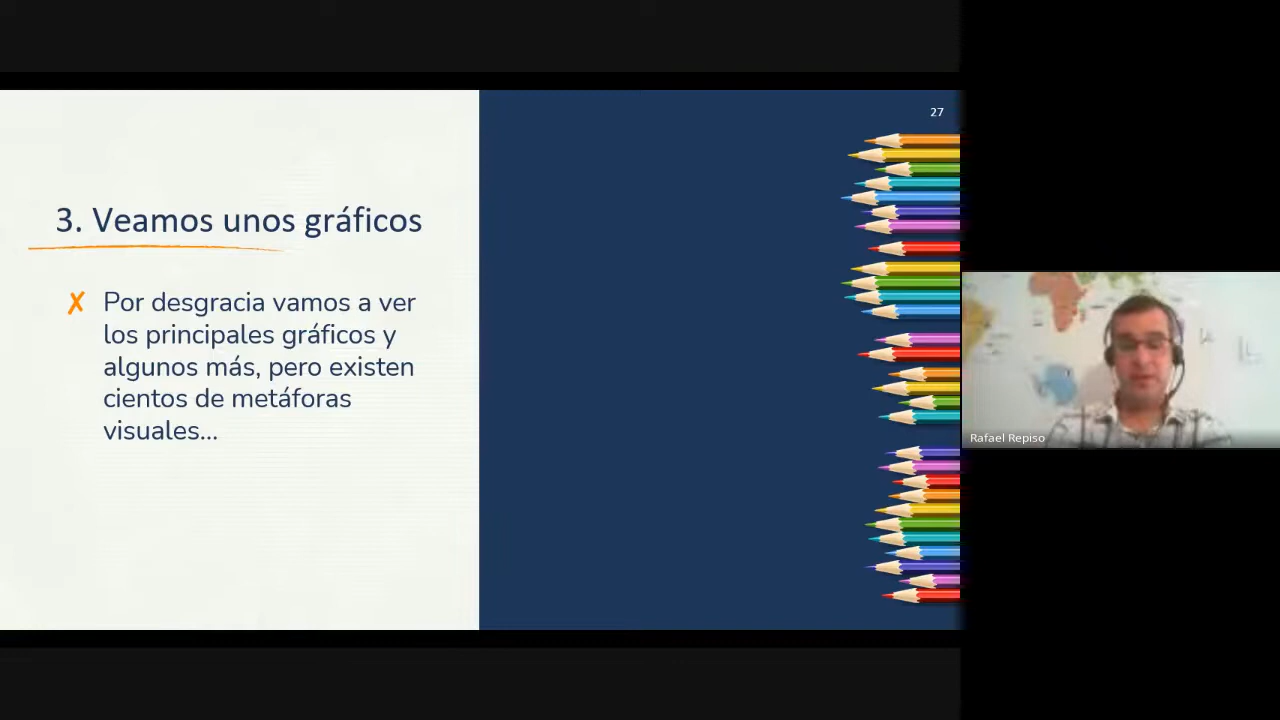 27
3. Veamos unos gráficos
✗ Por desgracia vamos a ver
los principales gráficos y
algunos más, pero existen
cientos de metáforas
visuales...
Rafael Repiso